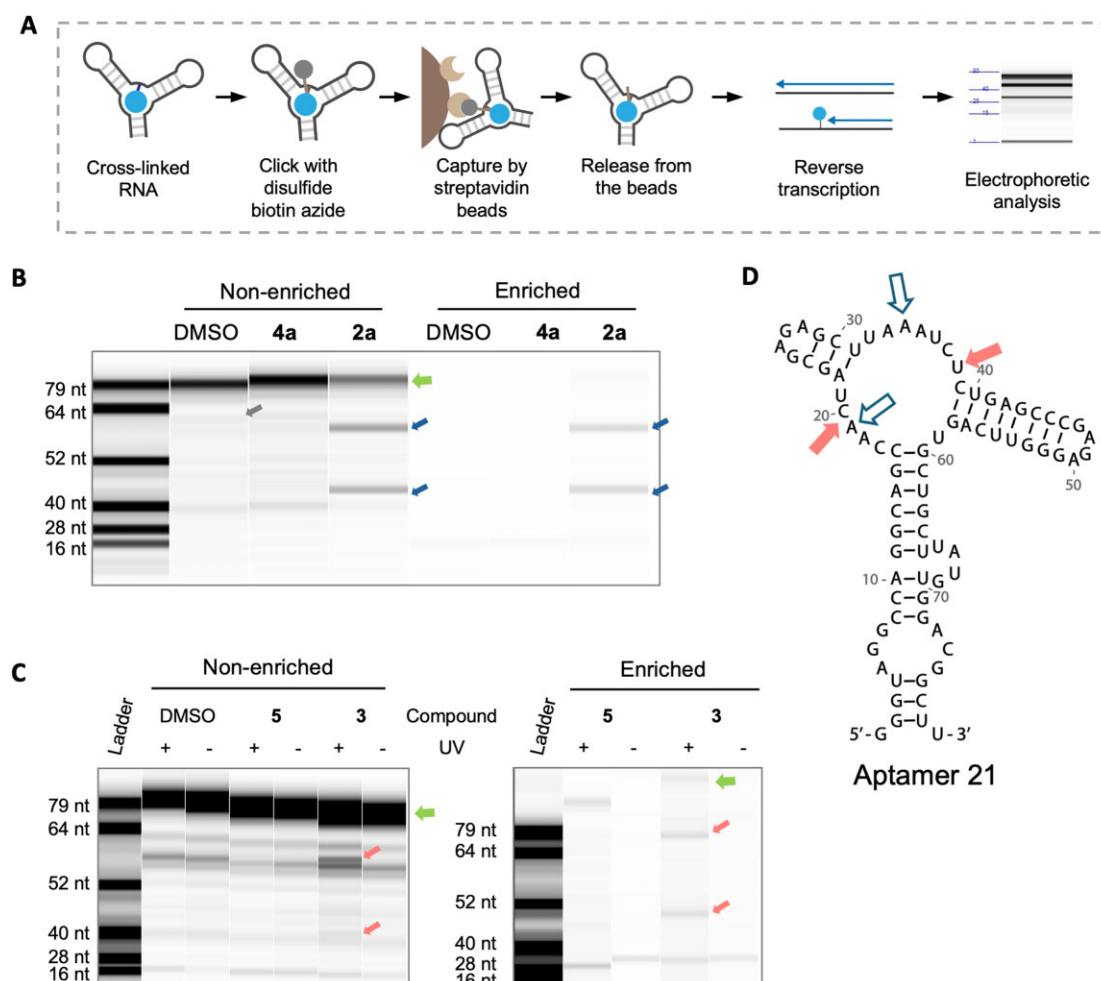 A
Cross-linked
RNA
Click with
disulfide
biotin azide
Capture by
streptavidin
beads
Release from
the beads
Reverse
transcription
Electrophoretic
analysis
B
Non-enriched
Enriched
DMSO
4a
2a
DMSO
4a
2a
79 nt
64 nt
52 nt
40 nt
28 nt
16 nt
C
Non-enriched
Enriched
Ladder
DMSO
5
3
Compound
Ladder
5
3
+ - + - + -
UV
+ - + -
79 nt
64 nt
52 nt
40 nt
28 nt
16 nt
79 nt
64 nt
52 nt
40 nt
28 nt
16 nt
D
10
20
30
40
50
60
70
5'-G
U-3'
Aptamer 21